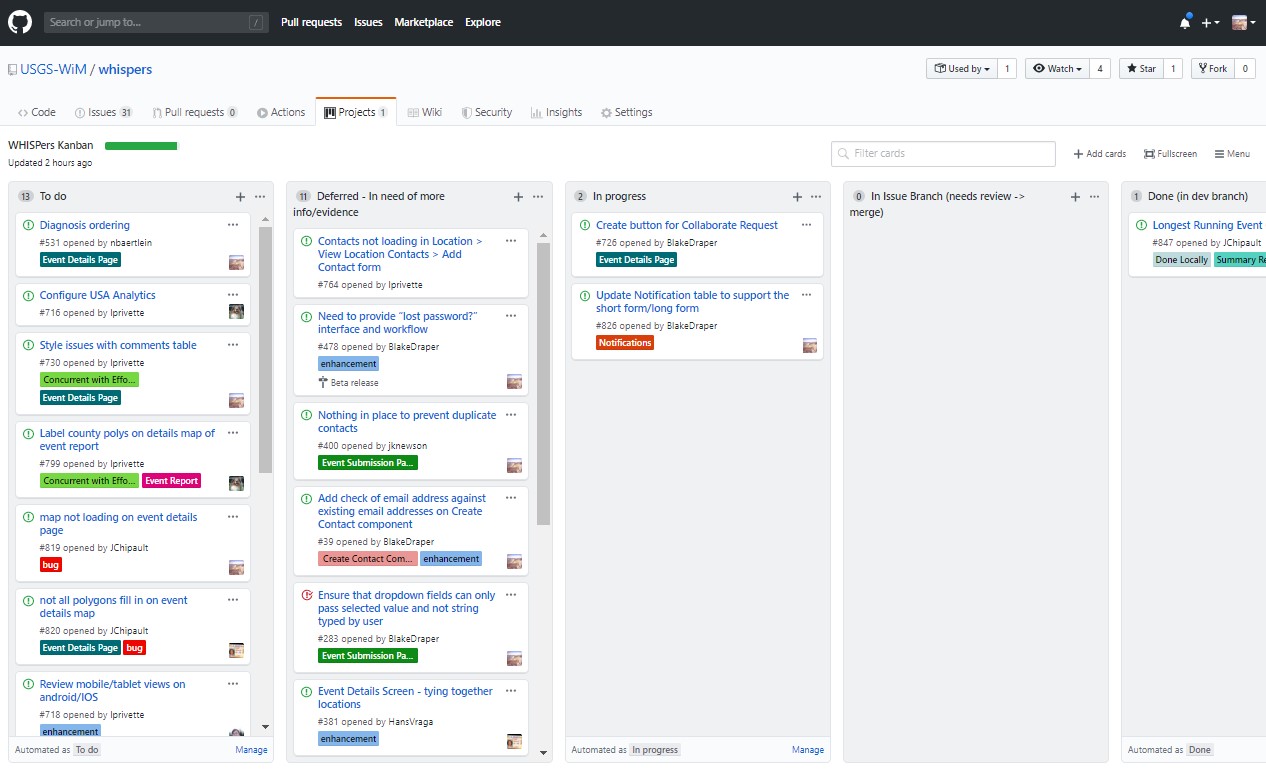 Search or jump to... /
Pull requests Issues Marketplace Explore
USGS-WiM / whispers
Used by 1 Watch 4 Star 1 Fork 0
Code Issues 31 Pull requests 0 Actions Projects 1 Wiki Security Insights Settings
WHISPers Kanban
Updated 2 hours ago
Filter cards
Add cards Fullscreen Menu
13 To do
Diagnosis ordering
#531 opened by nbaertlein
Event Details Page
Configure USA Analytics
#716 opened by lprivette
Style issues with comments table
#730 opened by lprivette
Concurrent with Effo...
Event Details Page
Label county polys on details map of
event report
#799 opened by lprivette
Concurrent with Effo... Event Report
map not loading on event details
page
#819 opened by JChipault
bug
not all polygons fill in on event
details map
#820 opened by JChipault
Event Details Page bug
Review mobile/tablet views on
android/IOS
#718 opened by lprivette
enhancement
Automated as To do Manage
11 Deferred - In need of more
info/evidence
Contacts not loading in Location >
View Location Contacts > Add
Contact form
#764 opened by lprivette
Need to provide “lost password?”
interface and workflow
#478 opened by BlakeDraper
enhancement
Beta release
Nothing in place to prevent duplicate
contacts
#400 opened by jknewson
Event Submission Pa...
Add check of email address against
existing email addresses on Create
Contact component
#39 opened by BlakeDraper
Create Contact Com... enhancement
Ensure that dropdown fields can only
pass selected value and not string
typed by user
#283 opened by BlakeDraper
Event Submission Pa...
Event Details Screen - tying together
locations
#381 opened by HansVraga
enhancement
2 In progress
Create button for Collaborate Request
#726 opened by BlakeDraper
Event Details Page
Update Notification table to support the
short form/long form
#826 opened by BlakeDraper
Notifications
Automated as In progress Manage
0 In Issue Branch (needs review ->
merge)
1 Done (in dev branch)
Longest Running Event
#847 opened by JChipault
Done Locally Summary Re
Automated as Done